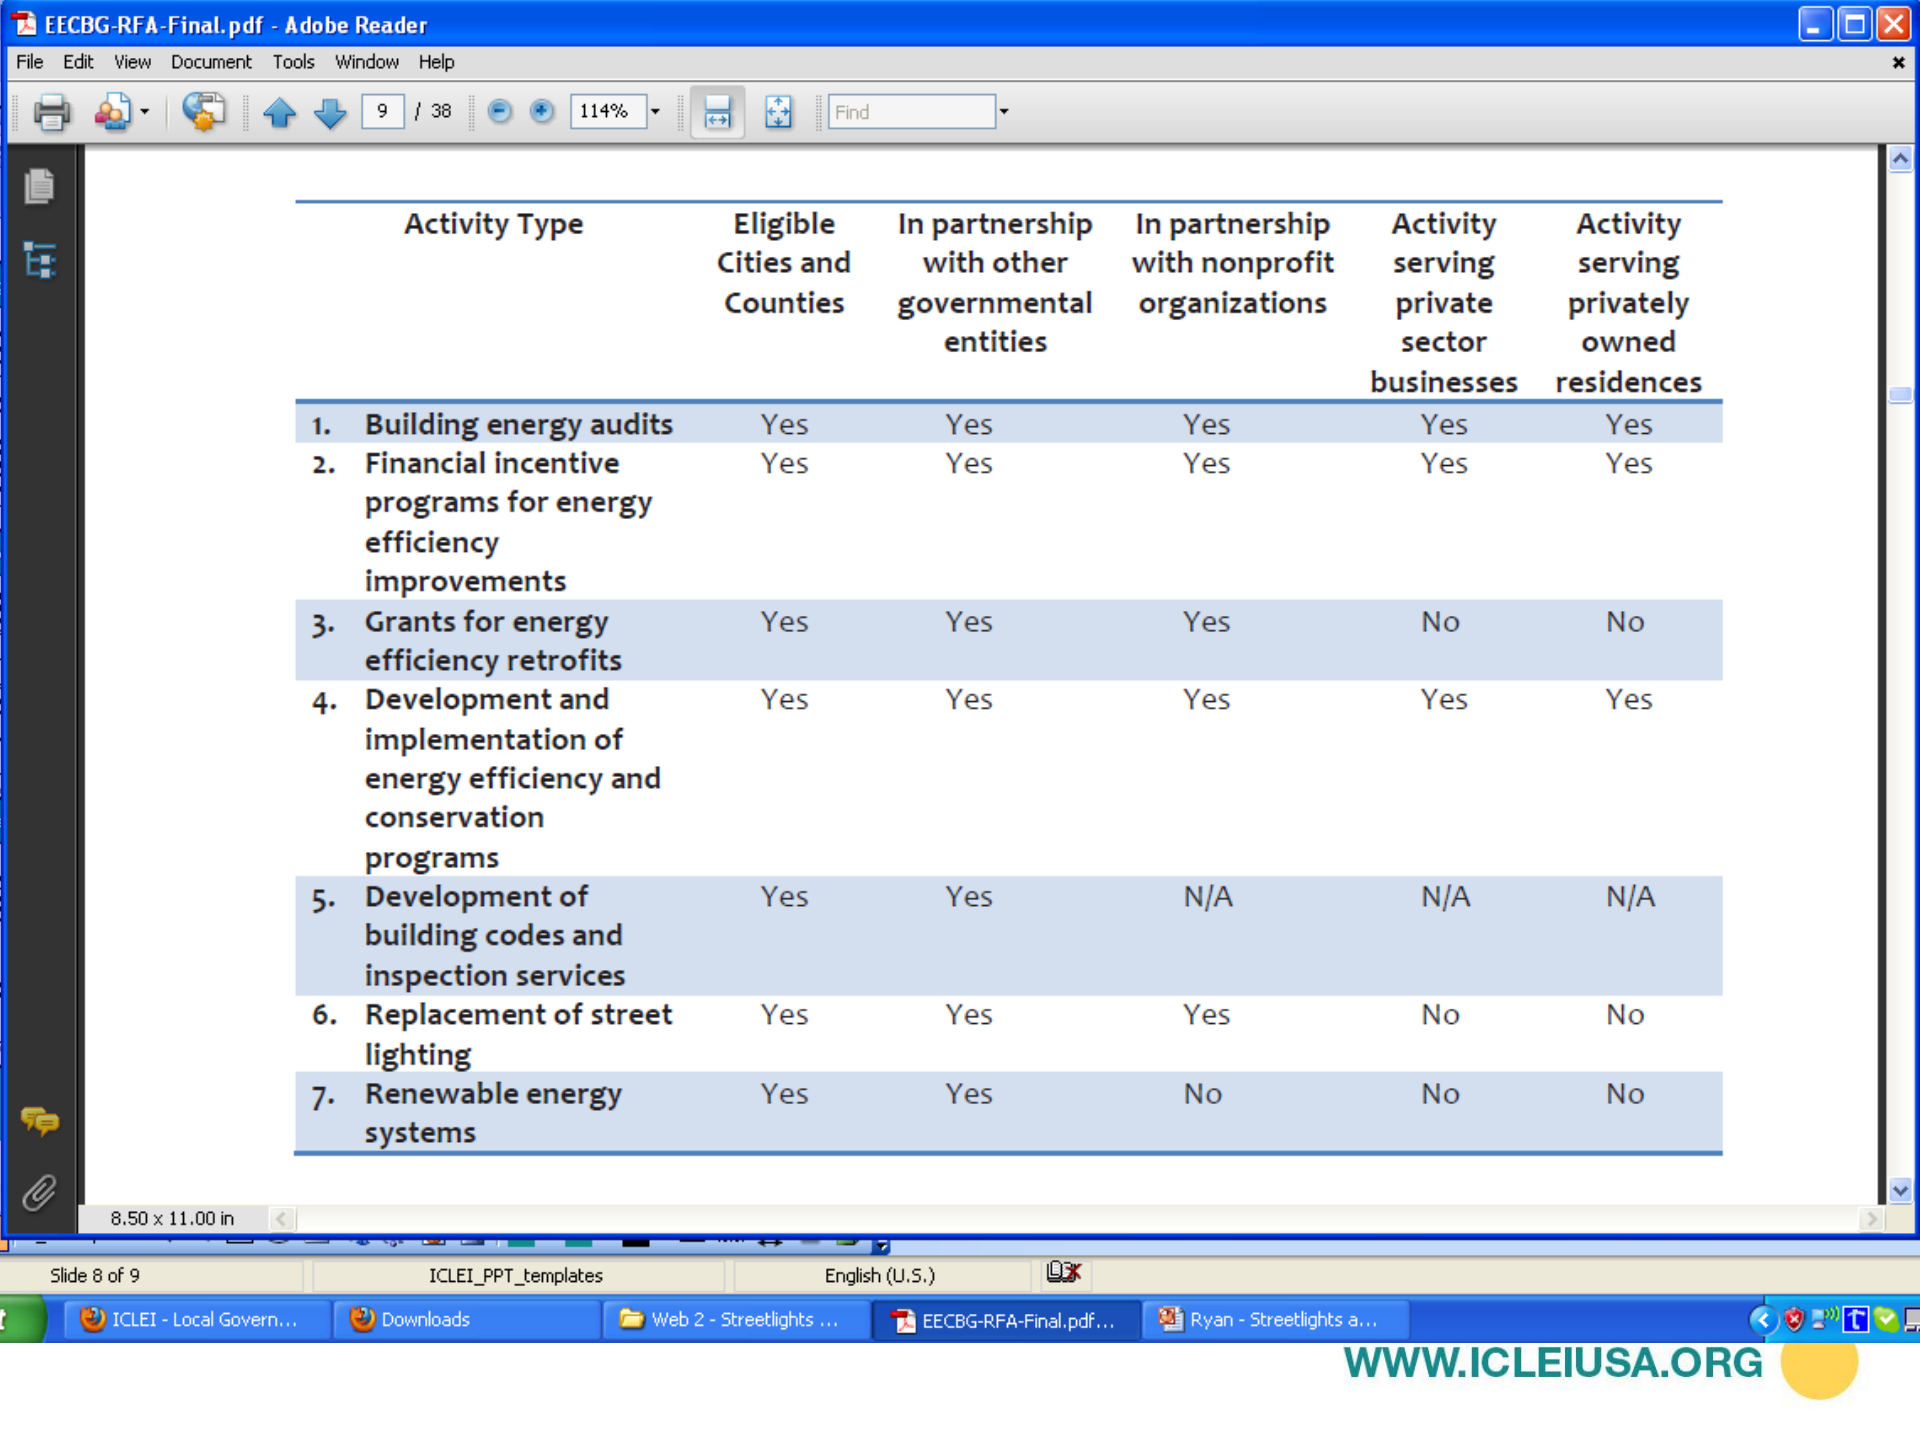 EECBG-RFA-Final.pdf - Adobe Reader
File Edit View Document Tools Window Help
9 / 38 114% Find
Activity Type Eligible Cities and Counties In partnership with other governmental entities In partnership with nonprofit organizations Activity serving private sector businesses Activity serving privately owned residences
1. Building energy audits Yes Yes Yes Yes Yes
2. Financial incentive Yes Yes Yes Yes Yes
programs for energy
efficiency
improvements
3. Grants for energy Yes Yes Yes No No
efficiency retrofits
4. Development and Yes Yes Yes Yes Yes
implementation of
energy efficiency and
conservation
programs
5. Development of Yes Yes N/A N/A N/A
building codes and
inspection services
6. Replacement of street Yes Yes Yes No No
lighting
7. Renewable energy Yes Yes No No No
systems
8.50 x 11.00 in
Slide 8 of 9 ICLEI_PPT_templates English (U.S.)
ICLEI - Local Govern... Downloads Web 2 - Streetlights ... EECBG-RFA-Final.pdf... Ryan - Streetlights a...
WWW.ICLEIUSA.ORG